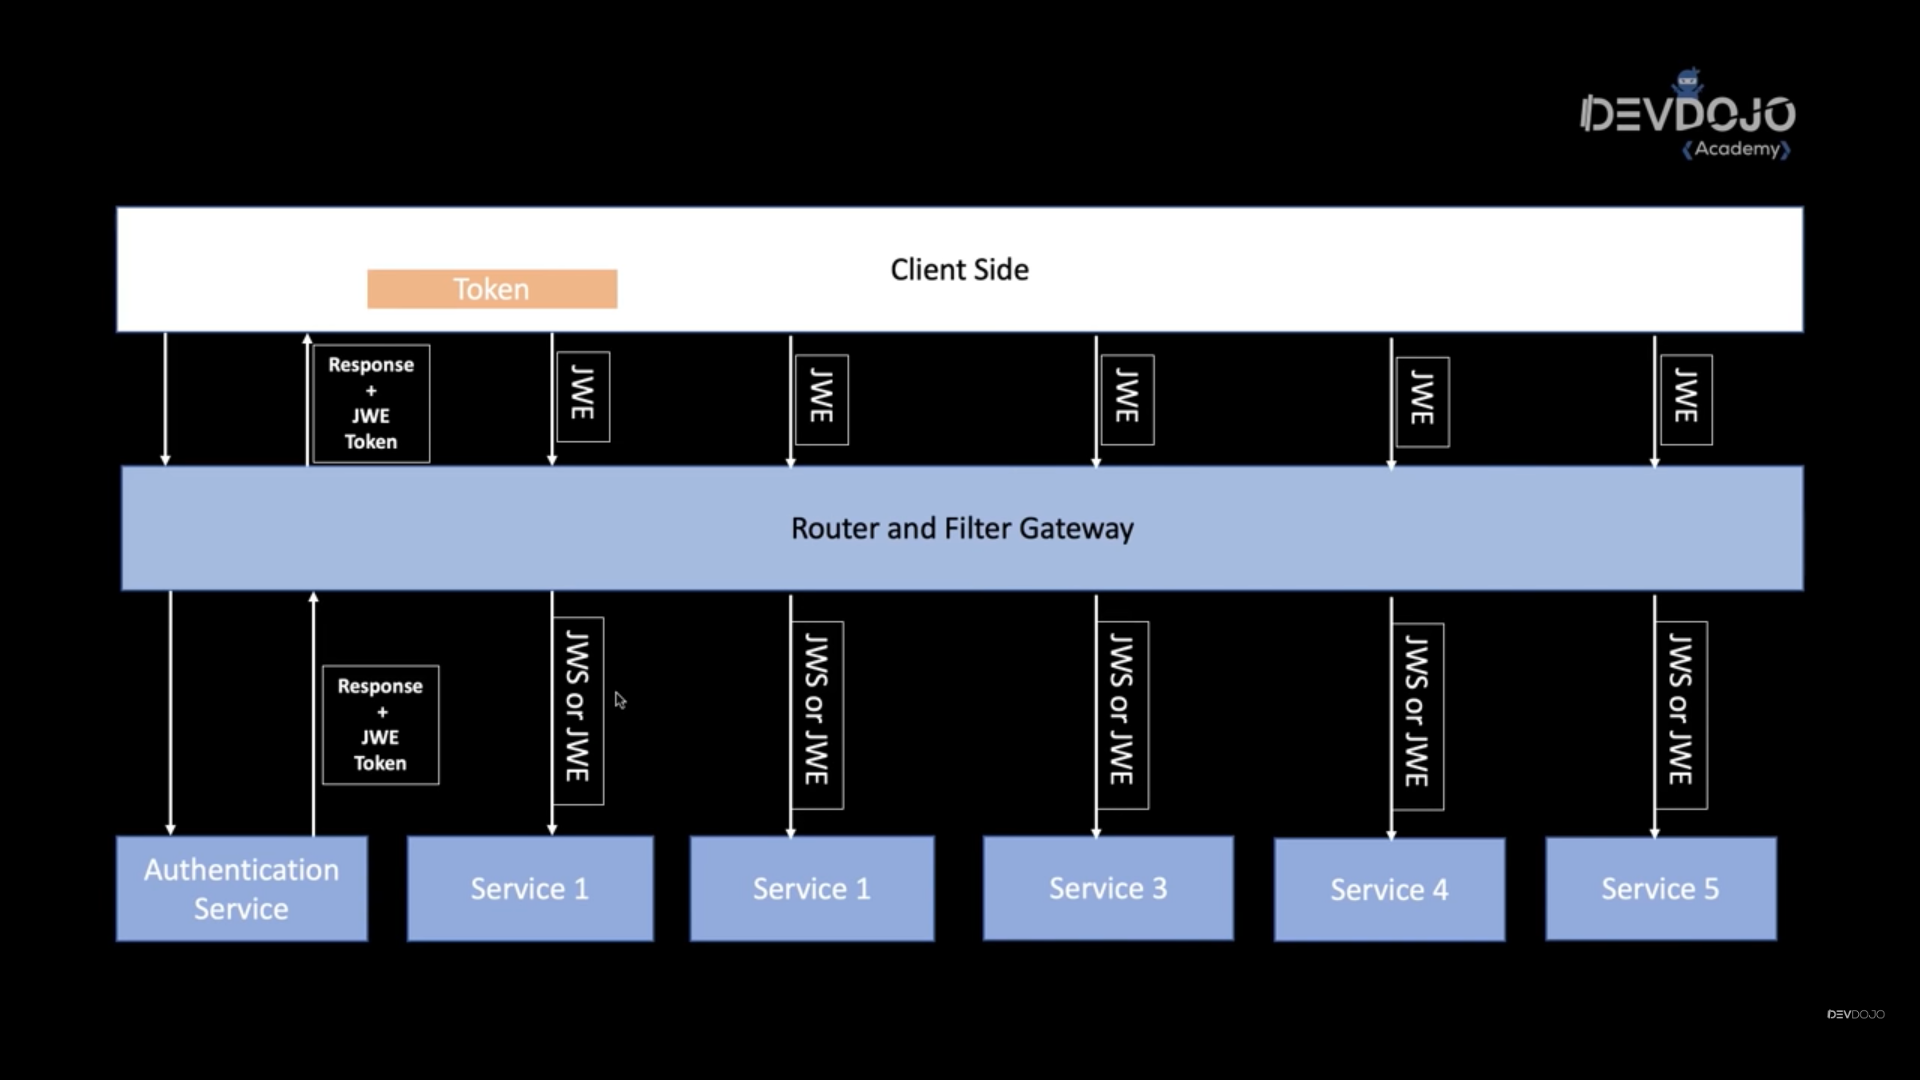 DEVDOJO
Academy
Client Side
Token
Response
+
JWE
Token
JWE
JWE
JWE
JWE
JWE
Router and Filter Gateway
Response
+
JWE
Token
JWS or JWE
JWS or JWE
JWS or JWE
JWS or JWE
JWS or JWE
Authentication
Service
Service 1
Service 1
Service 3
Service 4
Service 5
DEVDOJO